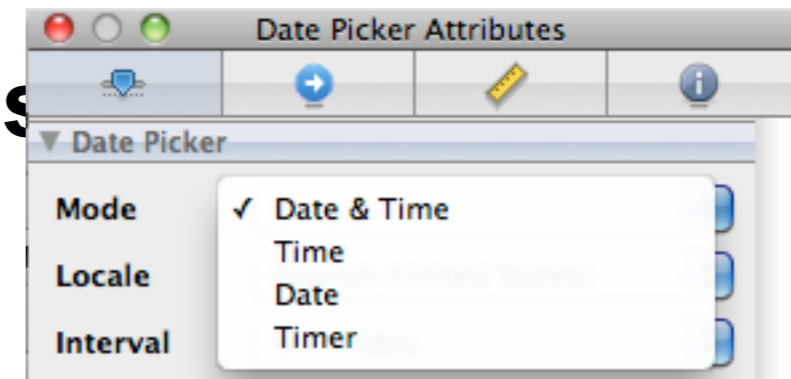 Date Picker Attributes
Date Picker
Mode ✓ Date & Time
Time
Locale
Date
Interval Timer